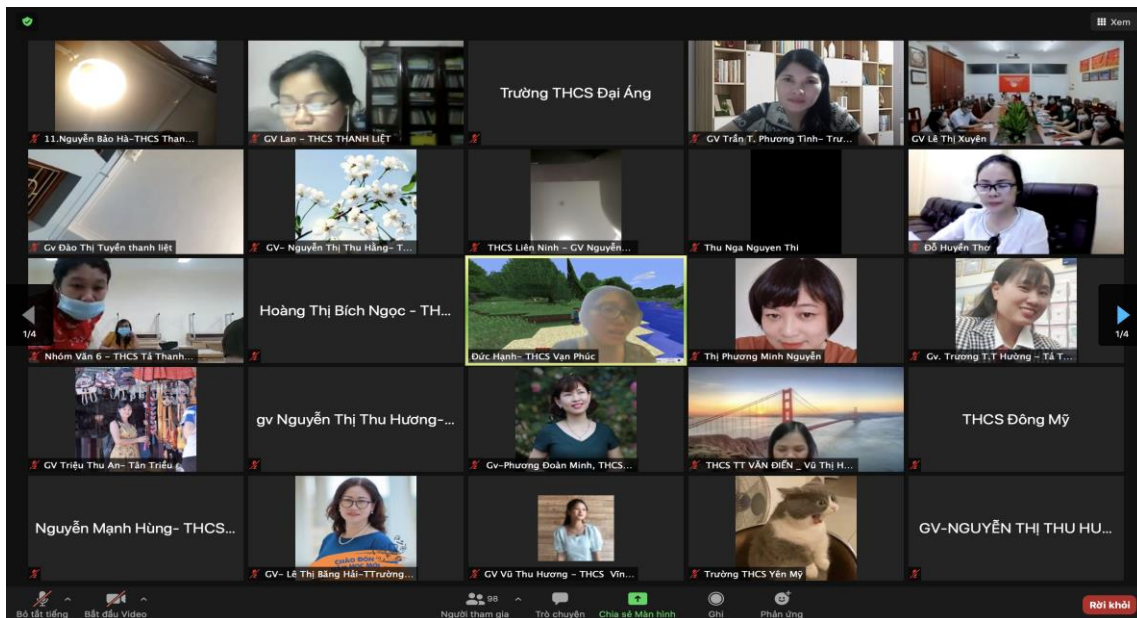 Xem
11.Nguyễn Bảo Hà-THCS Than...
GV Lan - THCS THANH LIỆT
Trường THCS Đại Áng
GV Trần T. Phương Tình- Trư...
GV Lê Thị Xuyên
Gv Đào Thị Tuyến thanh liệt
GV- Nguyễn Thị Thu Hằng- T...
THCS Liên Ninh - GV Nguyễn...
Thu Nga Nguyen Thi
Đỗ Huyền Thơ
1/4
Nhóm Văn 6 - THCS Tả Thanh...
Hoàng Thị Bích Ngọc - TH...
Đức Hạnh- THCS Vạn Phúc
Thị Phương Minh Nguyễn
Gv. Trương T.T Hường - Tả T...
1/4
GV Triệu Thu An- Tân Triều
gv Nguyễn Thị Thu Hương-...
Gv-Phương Đoàn Minh, THCS...
THCS TT VĂN ĐIỂN _ Vũ Thị H...
THCS Đông Mỹ
Nguyễn Mạnh Hùng- THCS...
CHÀO ĐÓN
GV- Lê Thị Băng Hải-TTrường...
GV Vũ Thu Hương - THCS Vĩn...
Trường THCS Yên Mỹ
GV-NGUYỄN THỊ THU HU...
Bỏ tắt tiếng
Bắt đầu Video
98
Người tham gia
Trò chuyện
Chia sẻ Màn hình
Ghi
Phản ứng
Rời khỏi